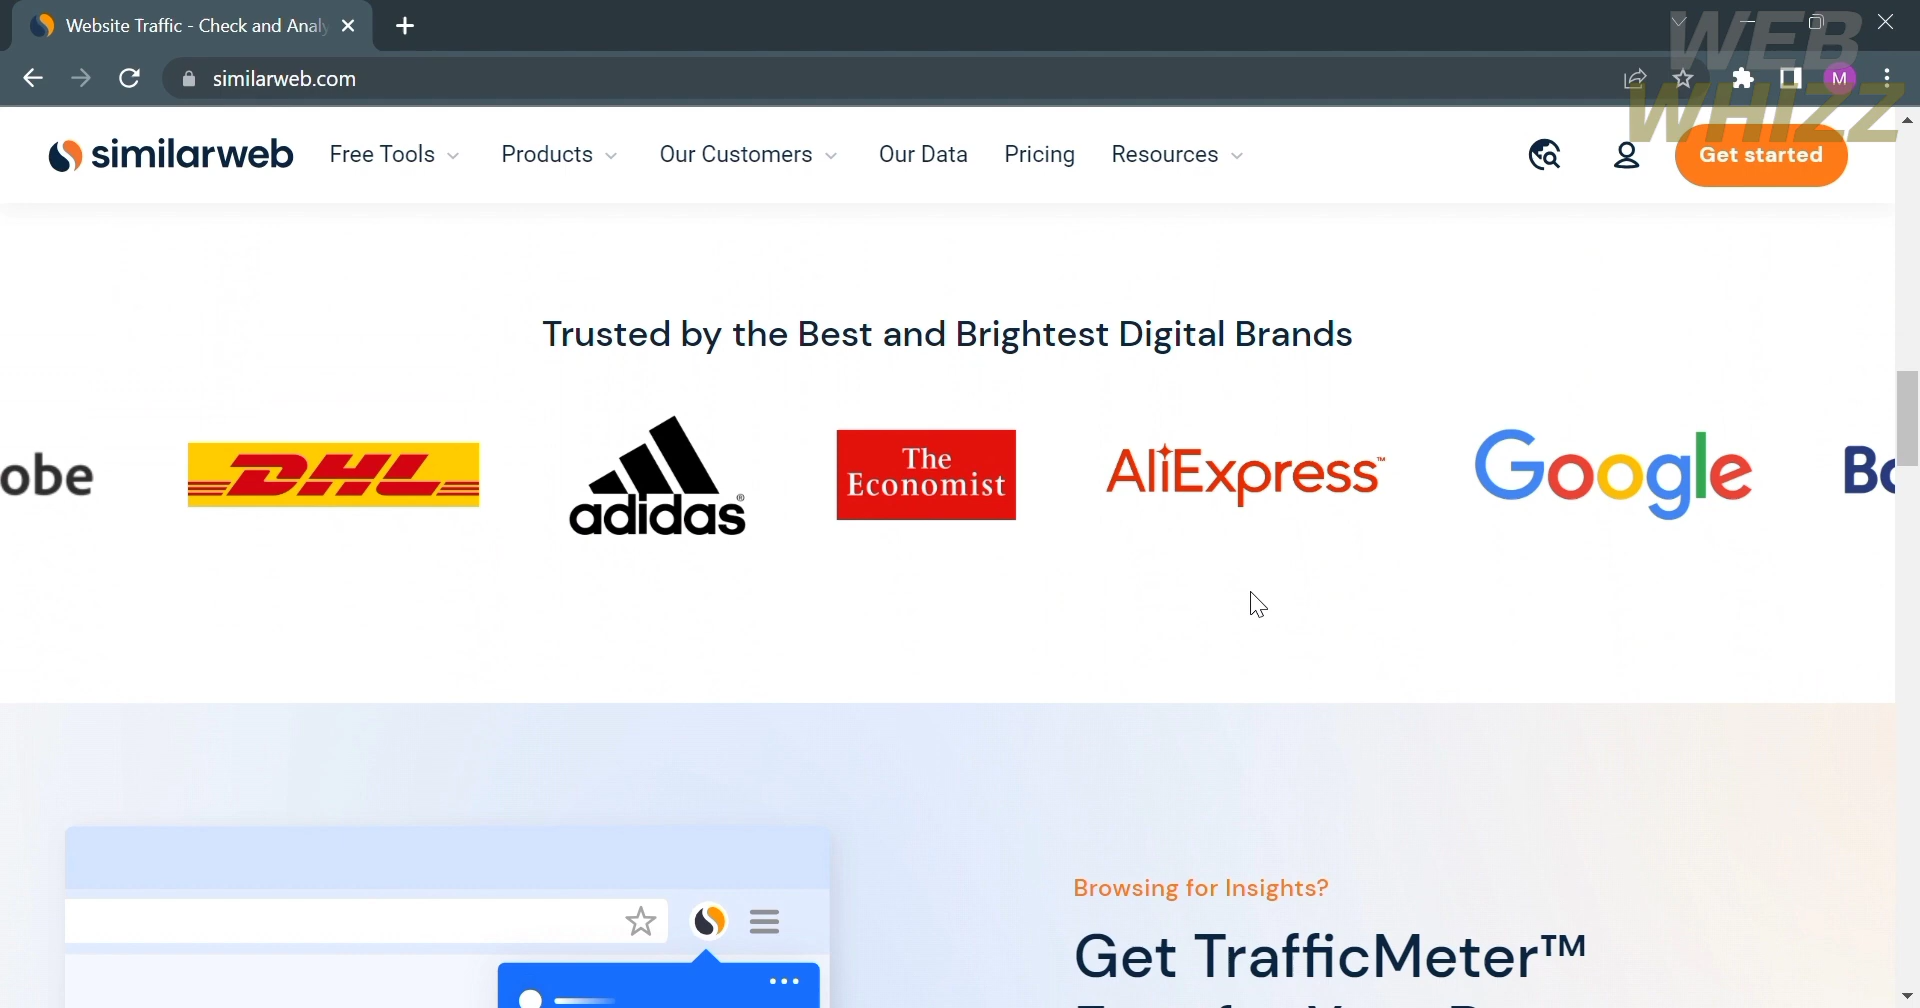 Website Traffic - Check and Analy
similarweb.com
M
WEB
WHIZZ
similarweb
Free Tools
Products
Our Customers
Our Data
Pricing
Resources
Get started
Trusted by the Best and Brightest Digital Brands
obe
DHL
adidas®
The
Economist
AliExpress™
Google
Bo
Browsing for Insights?
Get TrafficMeter™